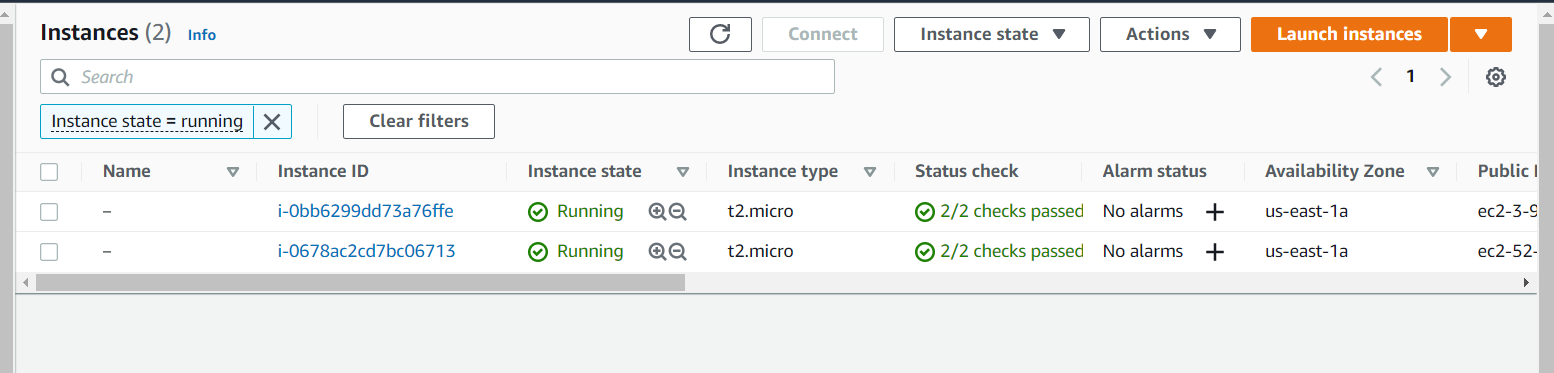 Instances (2) Info Connect Instance state Actions Launch instances
Search 1
Instance state = running Clear filters
Name Instance ID Instance state Instance type Status check Alarm status Availability Zone Public
– i-0bb6299dd73a76ffe Running t2.micro 2/2 checks passed No alarms + us-east-1a ec2-3-9
– i-0678ac2cd7bc06713 Running t2.micro 2/2 checks passed No alarms + us-east-1a ec2-52-